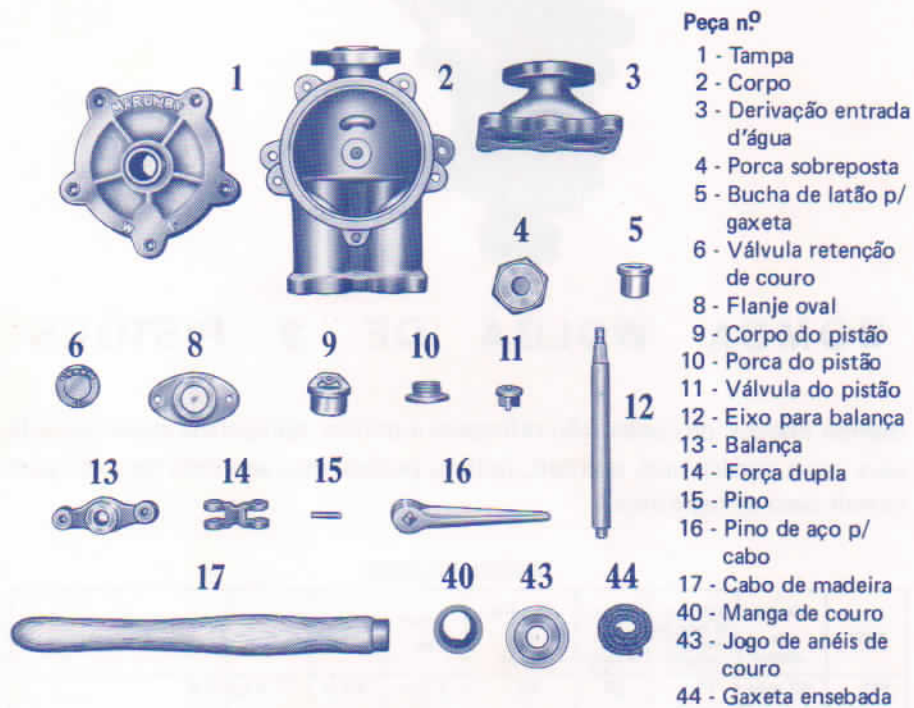 1
2
3
4
5
6
8
9
10
11
12
13
14
15
16
17
40
43
44
MARUMBY
Peça n.º
1 - Tampa
2 - Corpo
3 - Derivação entrada
d'água
4 - Porca sobreposta
5 - Bucha de latão p/
gaxeta
6 - Válvula retenção
de couro
8 - Flanje oval
9 - Corpo do pistão
10 - Porca do pistão
11 - Válvula do pistão
12 - Eixo para balança
13 - Balança
14 - Força dupla
15 - Pino
16 - Pino de aço p/
cabo
17 - Cabo de madeira
40 - Manga de couro
43 - Jogo de anéis de
couro
44 - Gaxeta ensebada